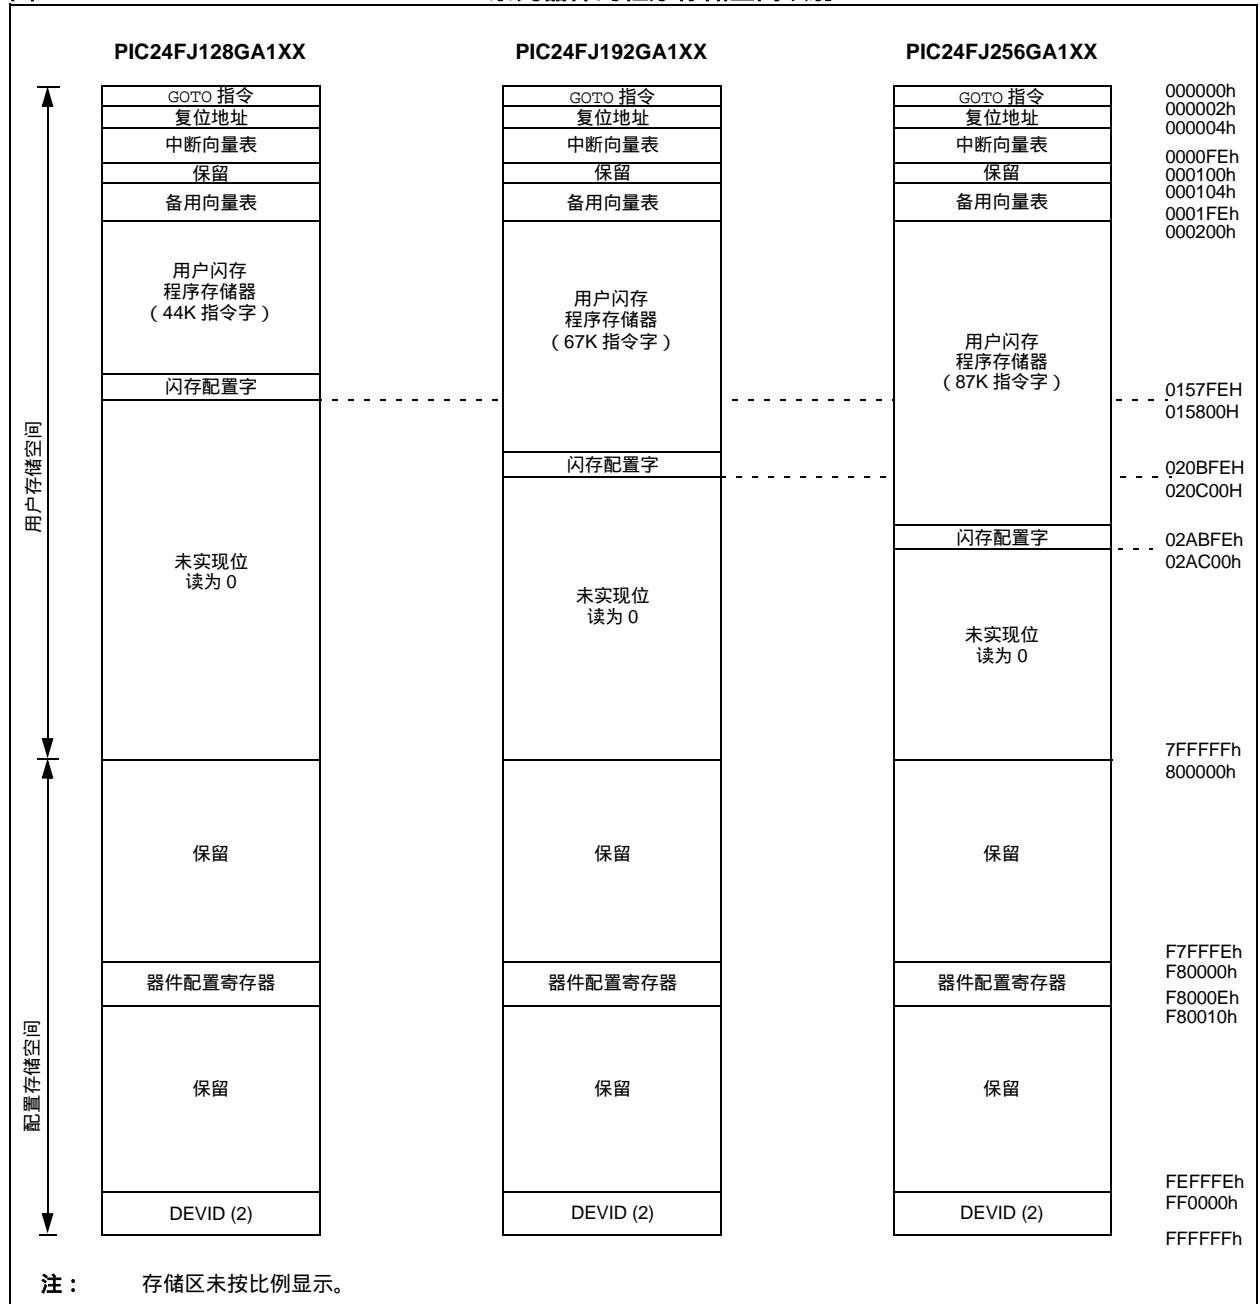 PIC24FJ128GA1XX
PIC24FJ192GA1XX
PIC24FJ256GA1XX
GOTO 指令
复位地址
中断向量表
保留
备用向量表
用户闪存
程序存储器
（44K 指令字）
闪存配置字
未实现位
读为 0
保留
器件配置寄存器
保留
DEVID (2)
GOTO 指令
复位地址
中断向量表
保留
备用向量表
用户闪存
程序存储器
（67K 指令字）
闪存配置字
未实现位
读为 0
保留
器件配置寄存器
保留
DEVID (2)
GOTO 指令
复位地址
中断向量表
保留
备用向量表
用户闪存
程序存储器
（87K 指令字）
闪存配置字
未实现位
读为 0
保留
器件配置寄存器
保留
DEVID (2)
000000h
000002h
000004h
0000FEh
000100h
000104h
0001FEh
000200h
0157FEH
015800H
020BFEH
020C00H
02ABFEh
02AC00h
7FFFFFh
800000h
F7FFFEh
F80000h
F8000Eh
F80010h
FEFFFEh
FF0000h
FFFFFFh
用户存储空间
配置存储空间
注： 存储区未按比例显示。